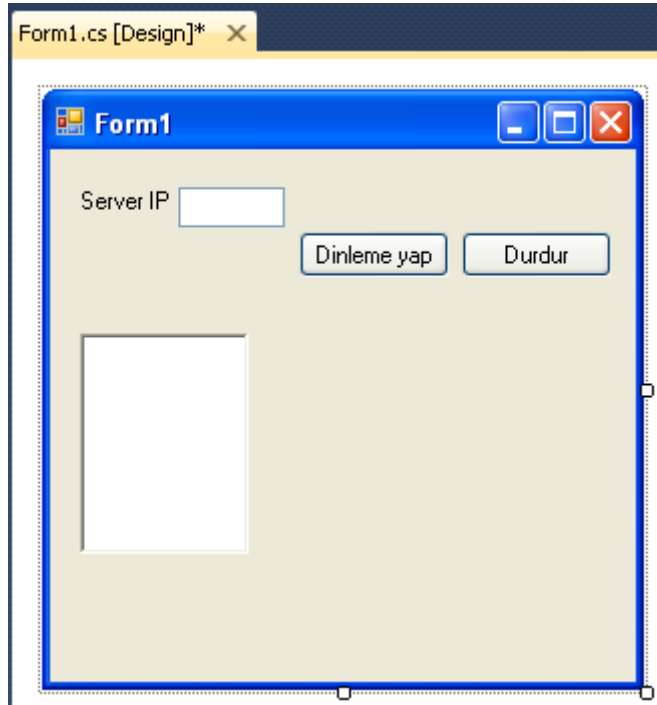 Form1.cs [Design]*
Form1
Server IP
Dinleme yap
Durdur